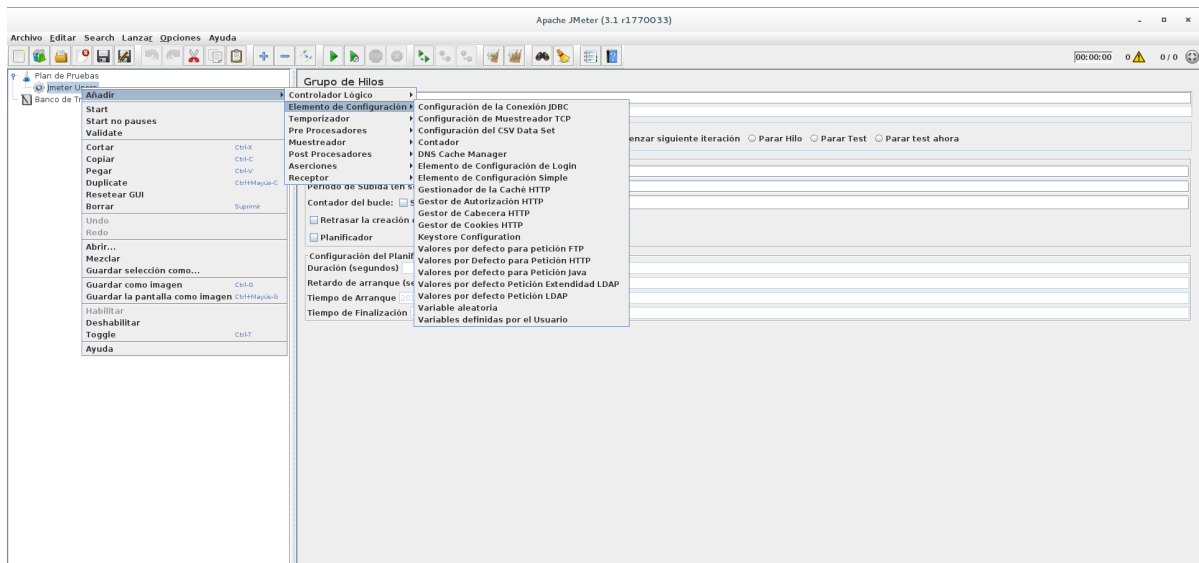 Apache JMeter (3.1 r1770033)
Archivo Editar Search Lanzar Opciones Ayuda
00:00:00 0 0 / 0
Plan de Pruebas
Jmeter Users
Banco de Tr
Añadir
Start
Start no pauses
Validate
Cortar Ctrl-X
Copiar Ctrl-C
Pegar Ctrl-V
Duplicate Ctrl+Mayús-C
Resetear GUI
Borrar Suprimir
Undo
Redo
Abrir...
Mezclar
Guardar selección como...
Guardar como imagen Ctrl-G
Guardar la pantalla como imagen Ctrl+Mayús-G
Habilitar
Deshabilitar
Toggle Ctrl-T
Ayuda
Controlador Lógico
Elemento de Configuración
Temporizador
Pre Procesadores
Muestreador
Post Procesadores
Aserciones
Receptor
Configuración de la Conexión JDBC
Configuración de Muestreador TCP
Configuración del CSV Data Set
Contador
DNS Cache Manager
Elemento de Configuración de Login
Elemento de Configuración Simple
Gestionador de la Caché HTTP
Gestor de Autorización HTTP
Gestor de Cabecera HTTP
Gestor de Cookies HTTP
Keystore Configuration
Valores por defecto para petición FTP
Valores por Defecto para Petición HTTP
Valores por defecto para Petición Java
Valores por defecto Petición Extendidad LDAP
Valores por defecto Petición LDAP
Variable aleatoria
Variables definidas por el Usuario
Grupo de Hilos
enzar siguiente iteración Parar Hilo Parar Test Parar test ahora
Periodo de Subida (en s
Contador del bucle: S
Retrasar la creación
Planificador
Configuración del Planif
Duración (segundos)
Retardo de arranque (se
Tiempo de Arranque 20
Tiempo de Finalización